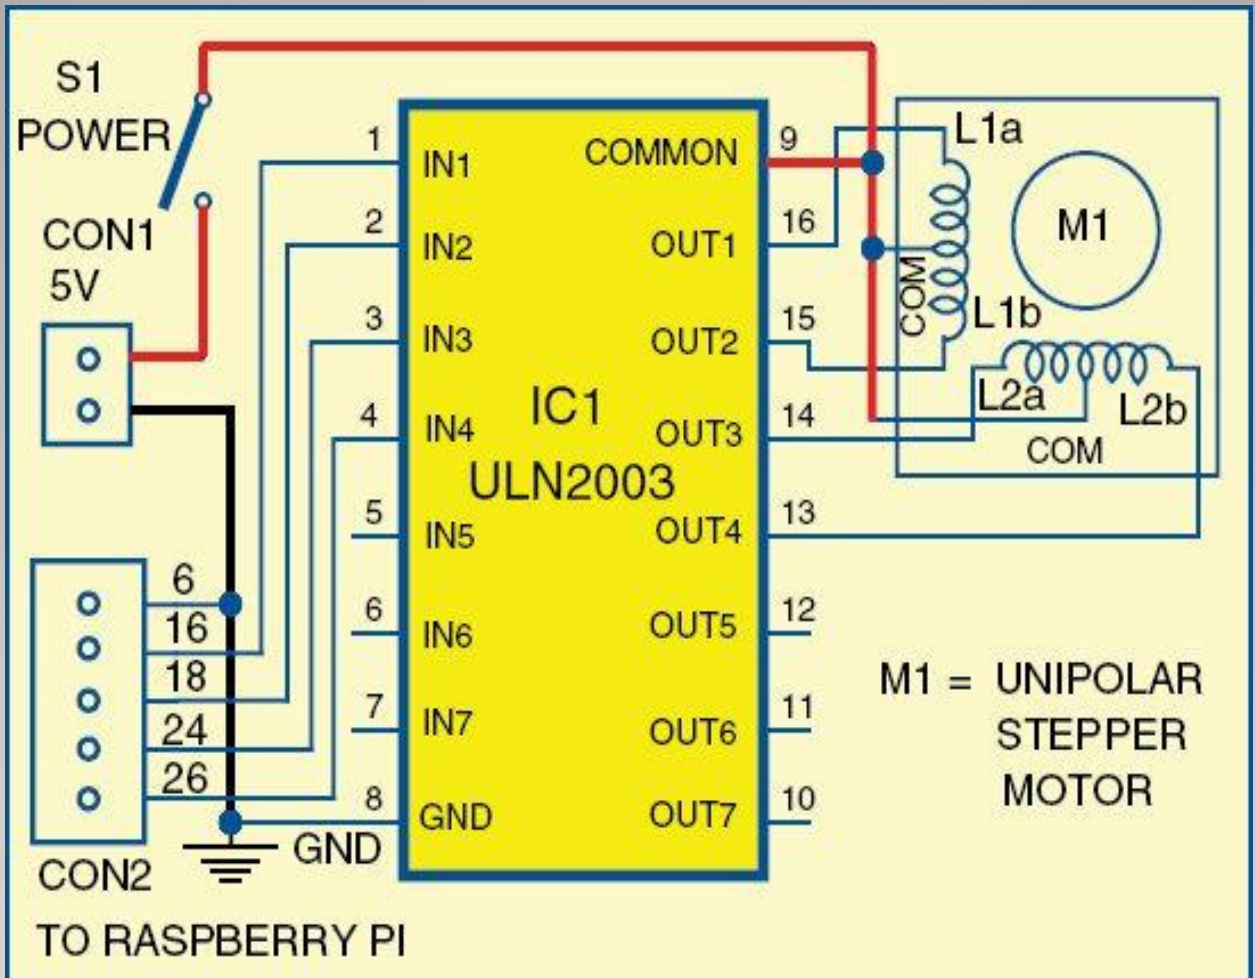 S1
POWER
CON1
5V
6
16
18
24
26
CON2
TO RASPBERRY PI
GND
1
2
3
4
5
6
7
8
IN1
IN2
IN3
IN4
IN5
IN6
IN7
GND
IC1
ULN2003
COMMON
OUT1
OUT2
OUT3
OUT4
OUT5
OUT6
OUT7
9
16
15
14
13
12
11
10
L1a
M1
COM
L1b
L2a
L2b
COM
M1 = UNIPOLAR
STEPPER
MOTOR